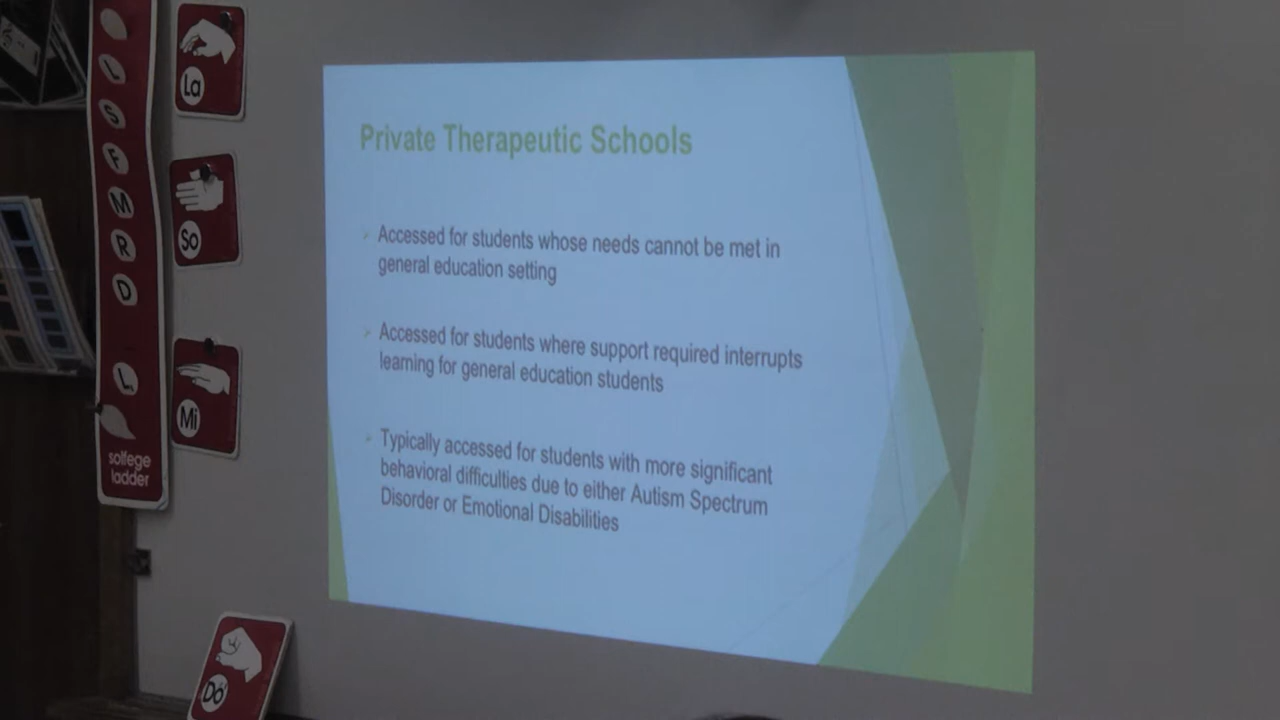 L
S
F
M
R
D
L
solfege
ladder
La
So
Mi
Do
Private Therapeutic Schools
Accessed for students whose needs cannot be met in
general education setting
Accessed for students where support required interrupts
learning for general education students
Typically accessed for students with more significant
behavioral difficulties due to either Autism Spectrum
Disorder or Emotional Disabilities